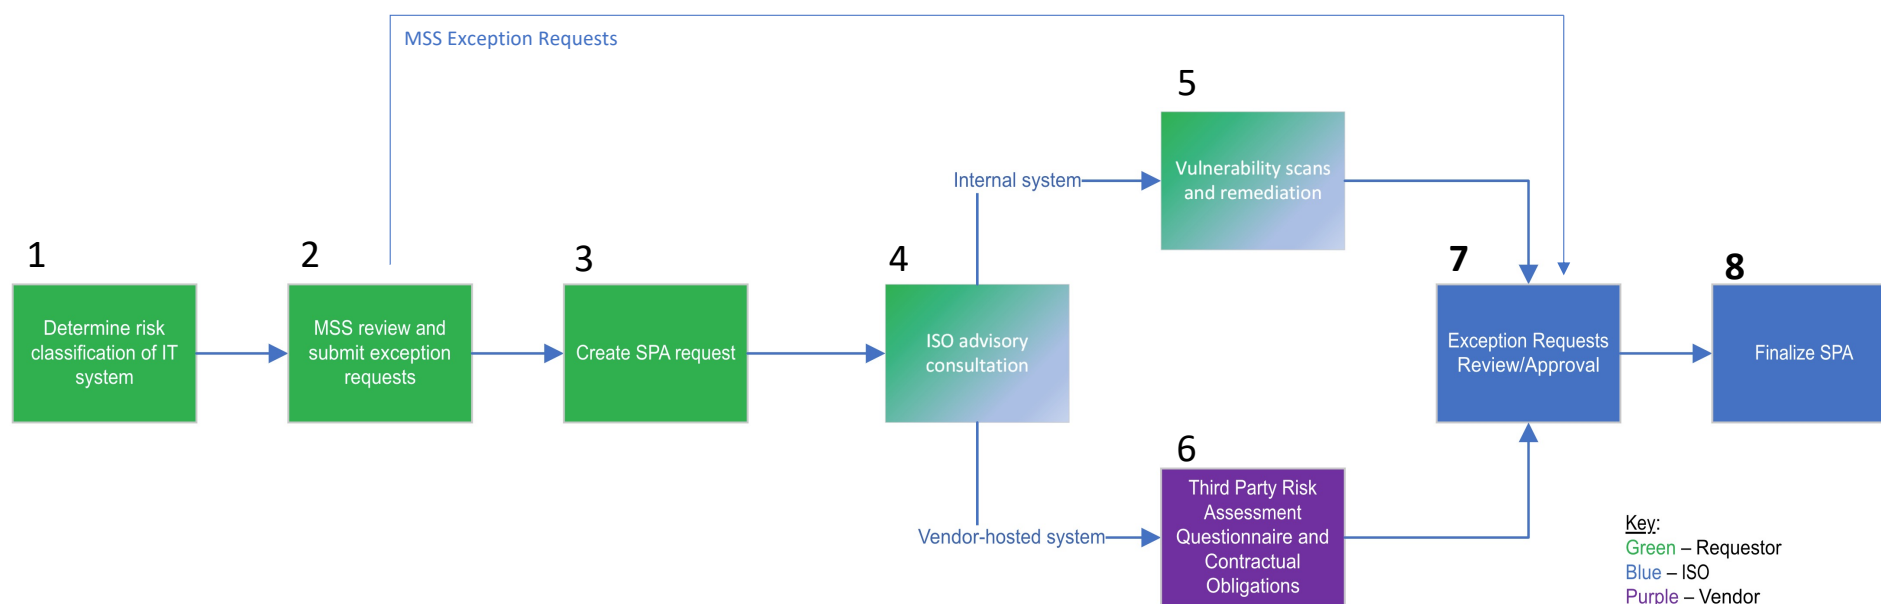 MSS Exception Requests
5
Vulnerability scans
and remediation
Internal system
1
2
3
4
7
8
Determine risk
classification of IT
system
MSS review and
submit exception
requests
Create SPA request
ISO advisory
consultation
Exception Requests
Review/Approval
Finalize SPA
6
Third Party Risk
Assessment
Questionnaire and
Contractual
Obligations
Vendor-hosted system
Key:
Green – Requestor
Blue – ISO
Purple – Vendor